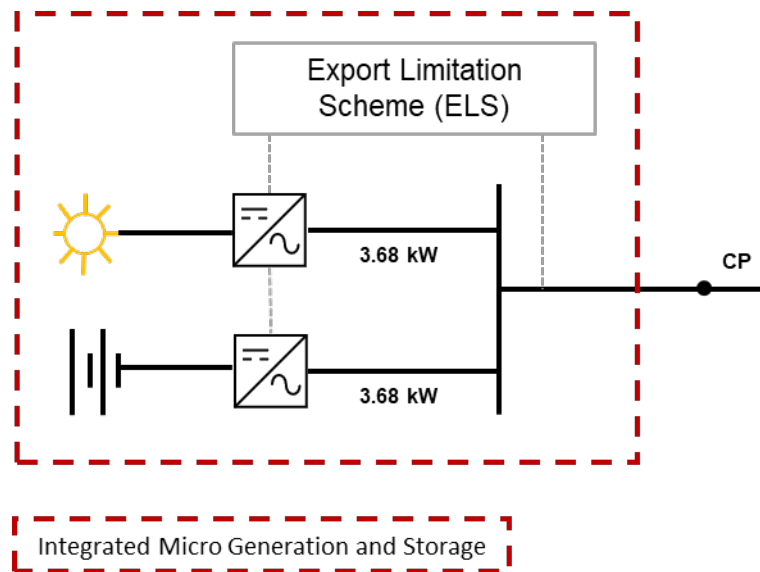 Export Limitation
Scheme (ELS)
3.68 kW
CP
3.68 kW
Integrated Micro Generation and Storage